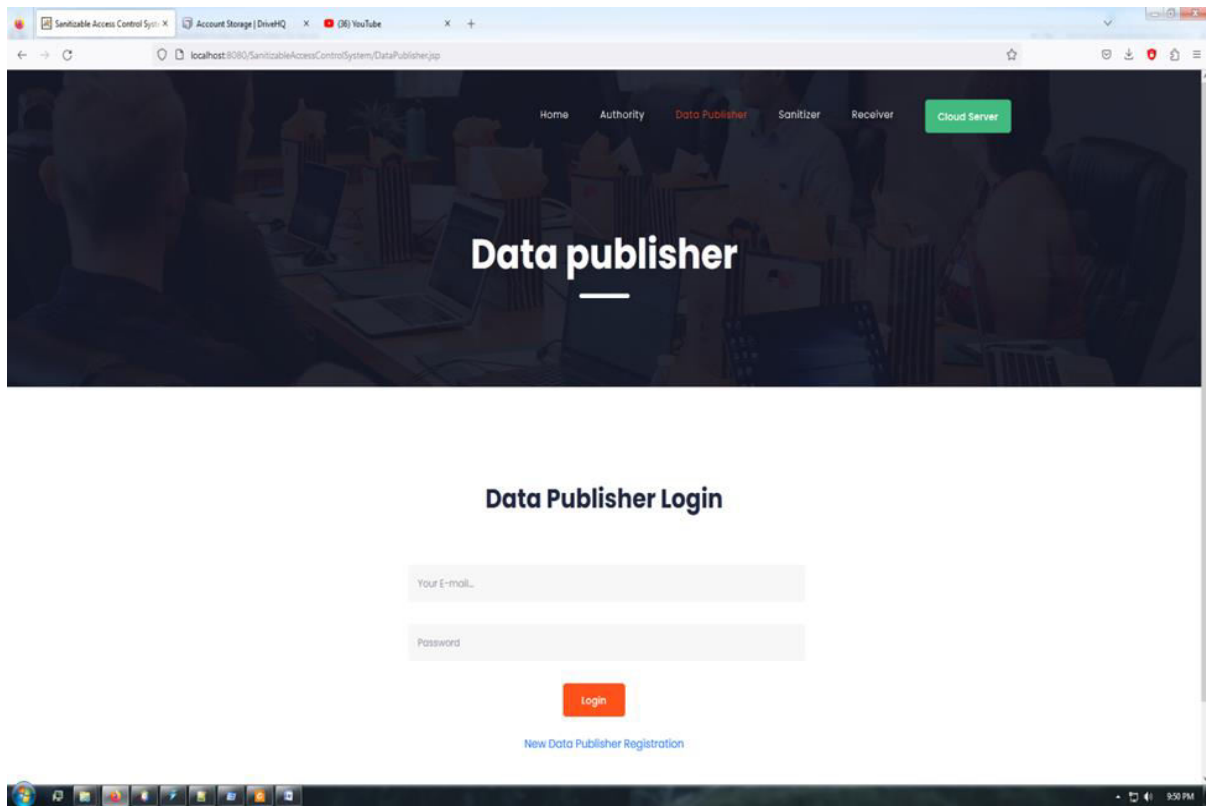 Sanitizable Access Control Syst
Account Storage | DriveHQ
(36) YouTube
localhost:8080/SanitizableAccessControlSystem/DataPublisher.jsp
Home Authority Data Publisher Sanitizer Receiver Cloud Server
Data publisher
Data Publisher Login
Your E-mail...
Password
Login
New Data Publisher Registration
9:50 PM